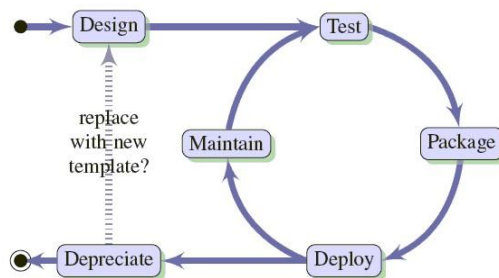 Design
Test
replace
with new
template?
Maintain
Package
Depreciate
Deploy